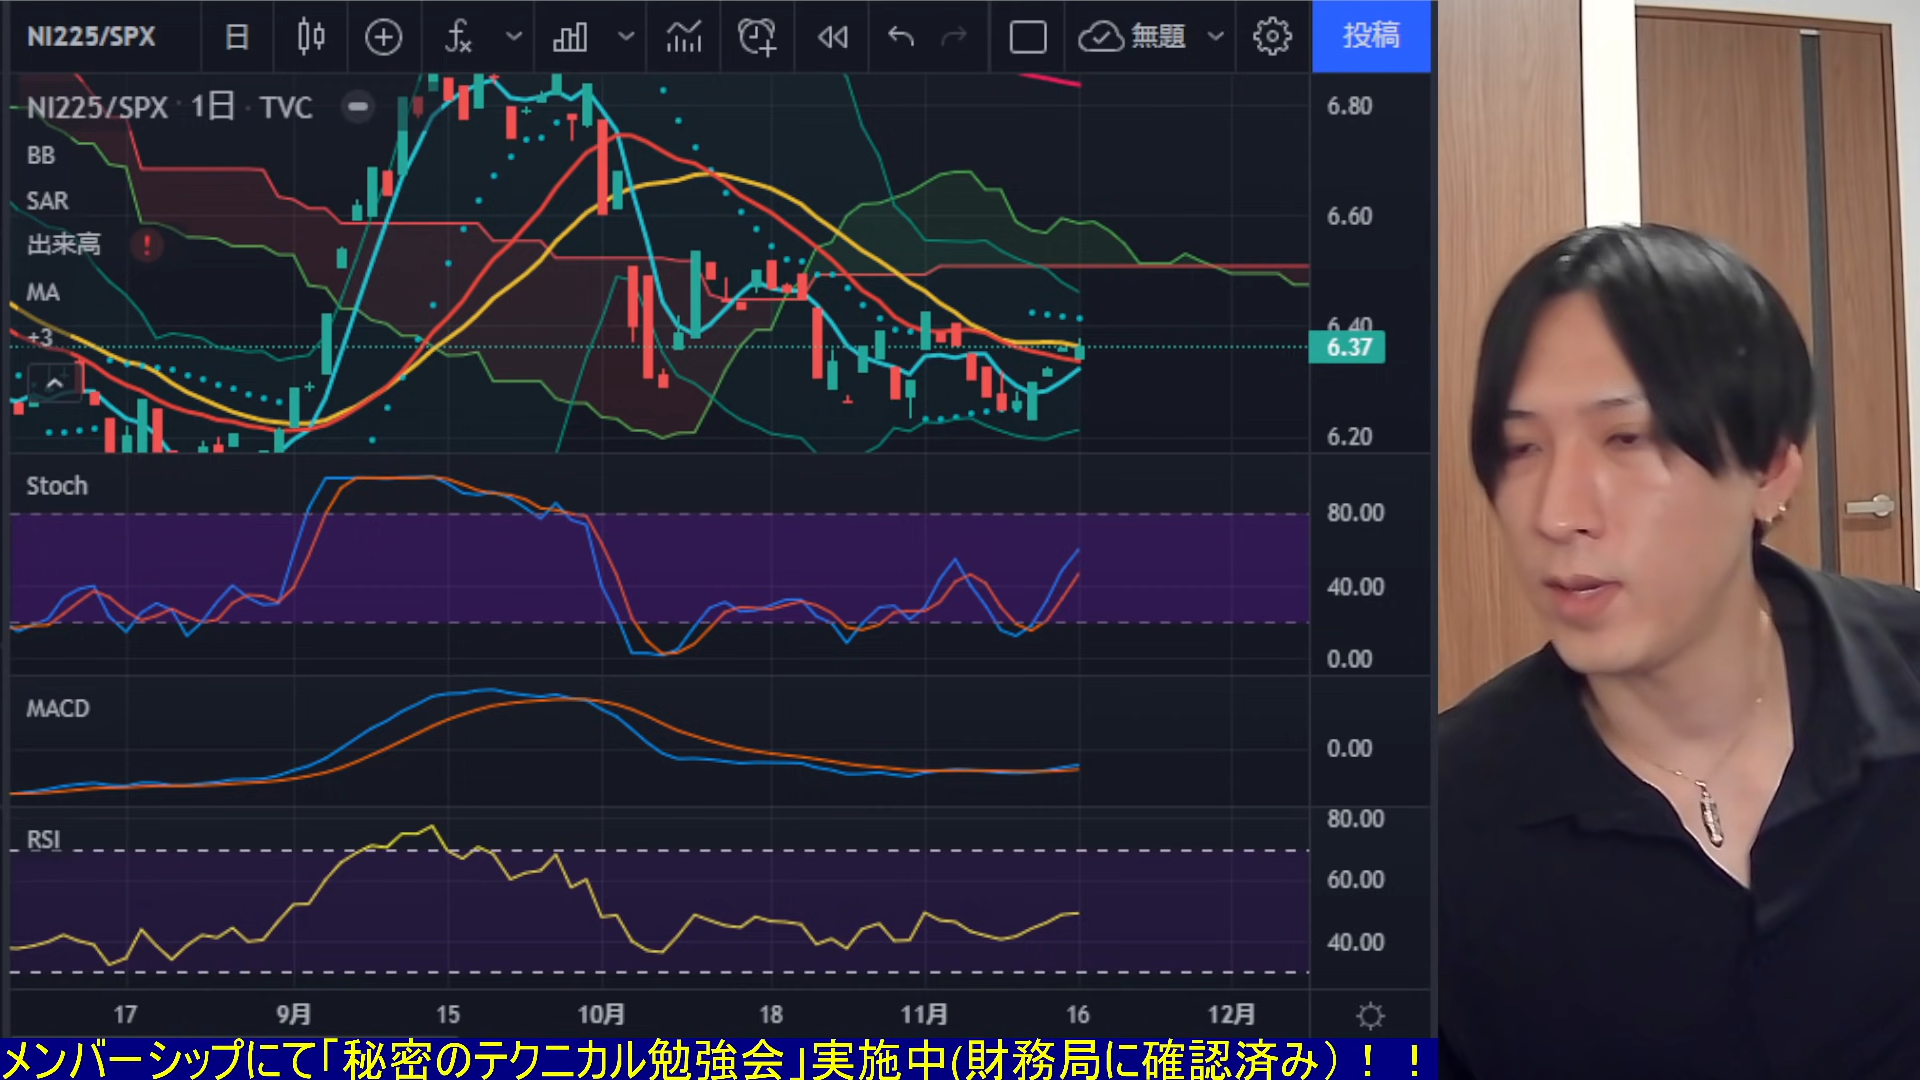 NI225/SPX 日 無題 投稿
NI225/SPX · 1日 · TVC
BB
SAR
出来高
MA
+3
6.80
6.60
6.40
6.37
6.20
Stoch
80.00
40.00
0.00
MACD
0.00
RSI
80.00
60.00
40.00
17 9月 15 10月 18 11月 16 12月
メンバーシップにて「秘密のテクニカル勉強会」実施中(財務局に確認済み)！！